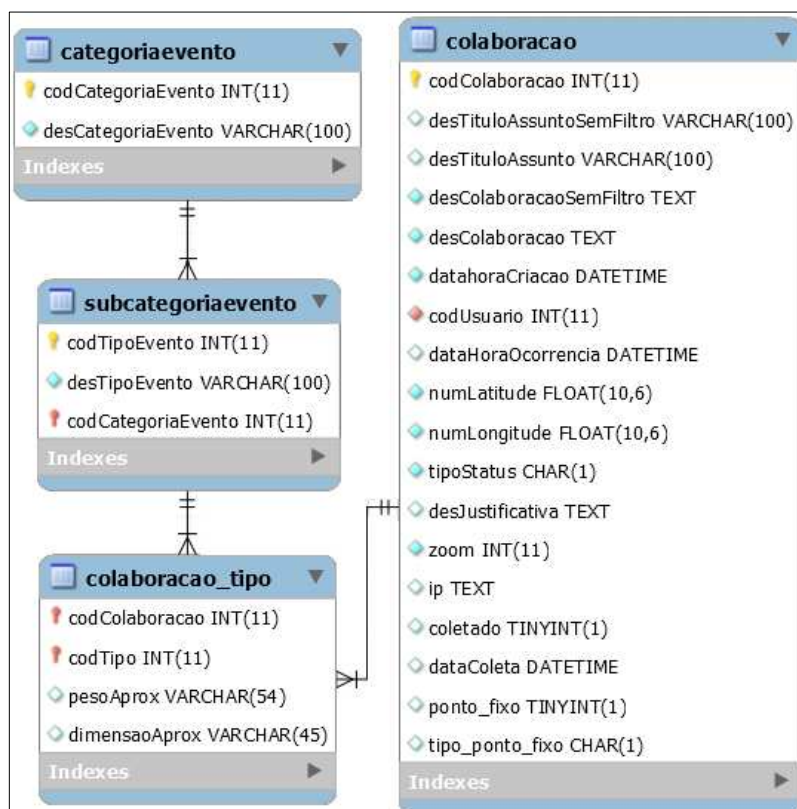 categoriaevento
codCategoriaEvento INT(11)
desCategoriaEvento VARCHAR(100)
Indexes
subcategoriaevento
codTipoEvento INT(11)
desTipoEvento VARCHAR(100)
codCategoriaEvento INT(11)
Indexes
colaboracao_tipo
codColaboracao INT(11)
codTipo INT(11)
pesoAprox VARCHAR(54)
dimensaoAprox VARCHAR(45)
Indexes
colaboracao
codColaboracao INT(11)
desTituloAssuntoSemFiltro VARCHAR(100)
desTituloAssunto VARCHAR(100)
desColaboracaoSemFiltro TEXT
desColaboracao TEXT
datahoraCriacao DATETIME
codUsuario INT(11)
dataHoraOcorrencia DATETIME
numLatitude FLOAT(10,6)
numLongitude FLOAT(10,6)
tipoStatus CHAR(1)
desJustificativa TEXT
zoom INT(11)
ip TEXT
coletado TINYINT(1)
dataColeta DATETIME
ponto_fixo TINYINT(1)
tipo_ponto_fixo CHAR(1)
Indexes